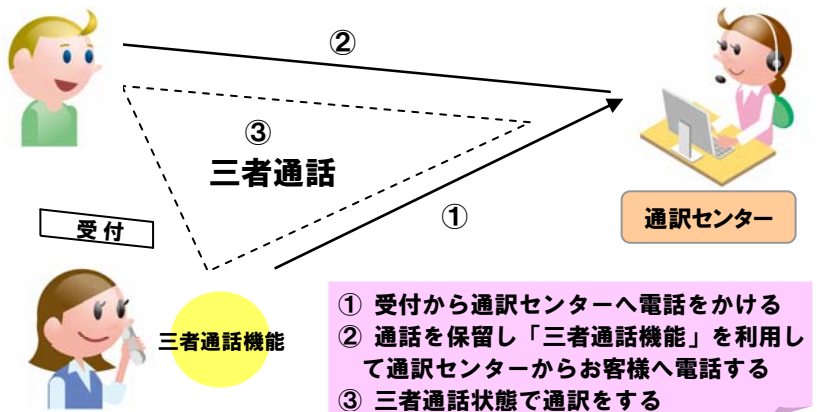 ②
③
三者通話
①
受付
通訳センター
三者通話機能
① 受付から通訳センターへ電話をかける
② 通話を保留し「三者通話機能」を利用し
て通訳センターからお客様へ電話する
③ 三者通話状態で通訳をする